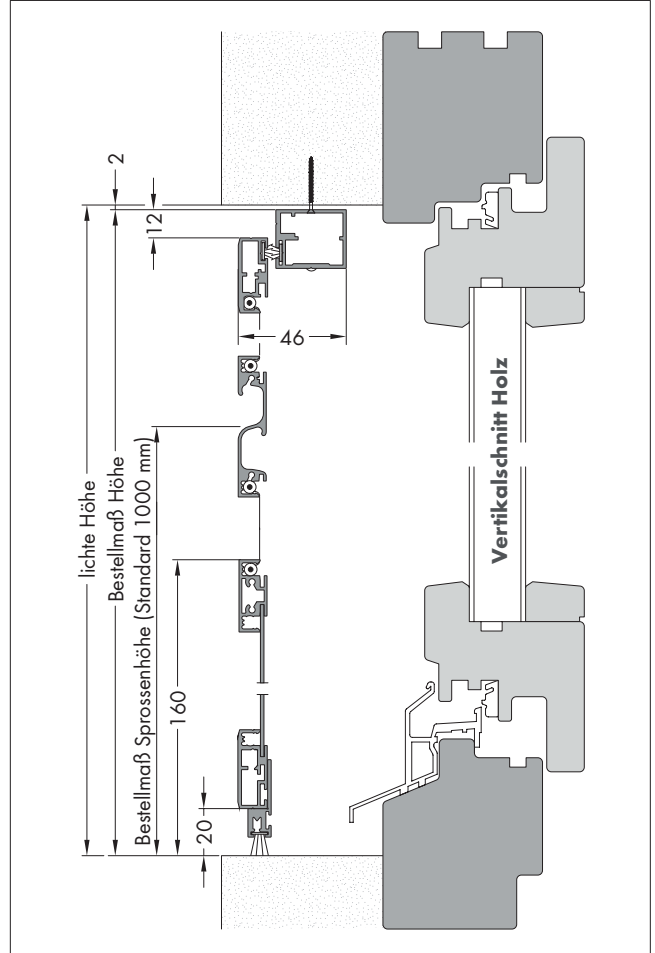 2
12
46
lichte Höhe
Bestellmaß Höhe
Bestellmaß Sprossenhöhe (Standard 1000 mm)
160
20
Vertikalschnitt Holz